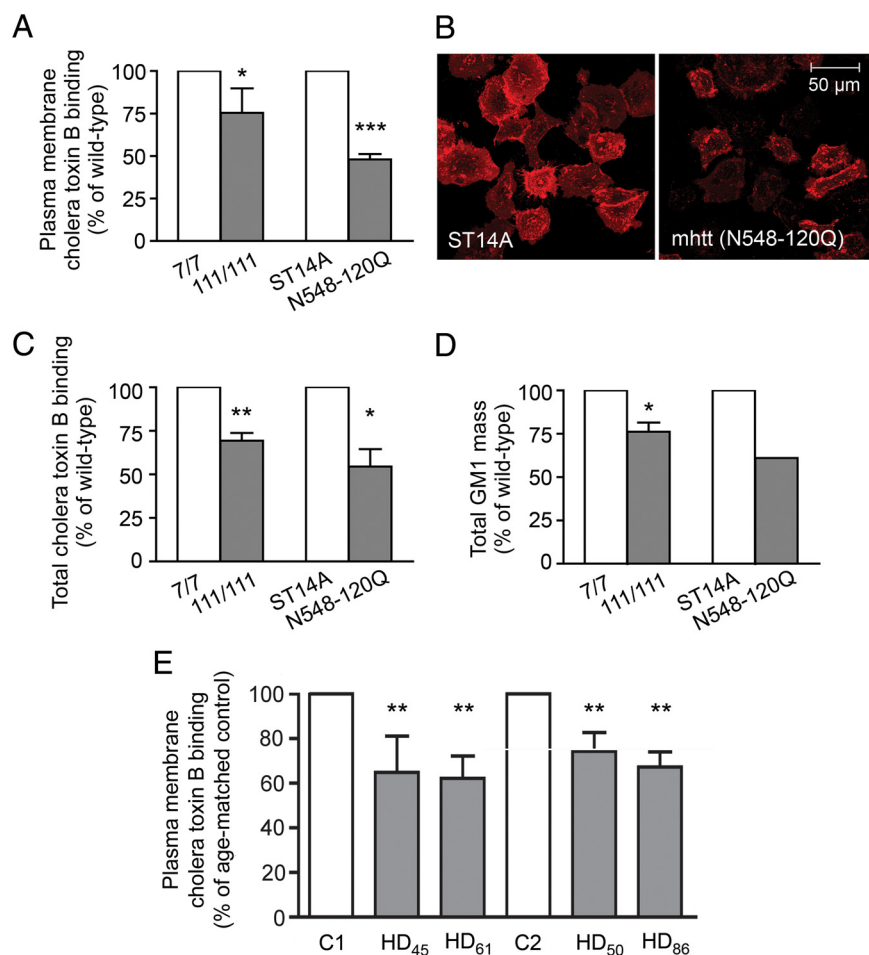 A
Plasma membrane
cholera toxin B binding
(% of wild-type)
100
75
50
25
0
*
***
7/7
111/111
ST14A
N548-120Q
B
50 µm
ST14A
mhtt (N548-120Q)
C
Total cholera toxin B binding
(% of wild-type)
100
75
50
25
0
**
*
7/7
111/111
ST14A
N548-120Q
D
Total GM1 mass
(% of wild-type)
100
75
50
25
0
*
7/7
111/111
ST14A
N548-120Q
E
Plasma membrane
cholera toxin B binding
(% of age-matched control)
100
80
60
40
20
0
** ** ** **
C1 HD45 HD61 C2 HD50 HD86